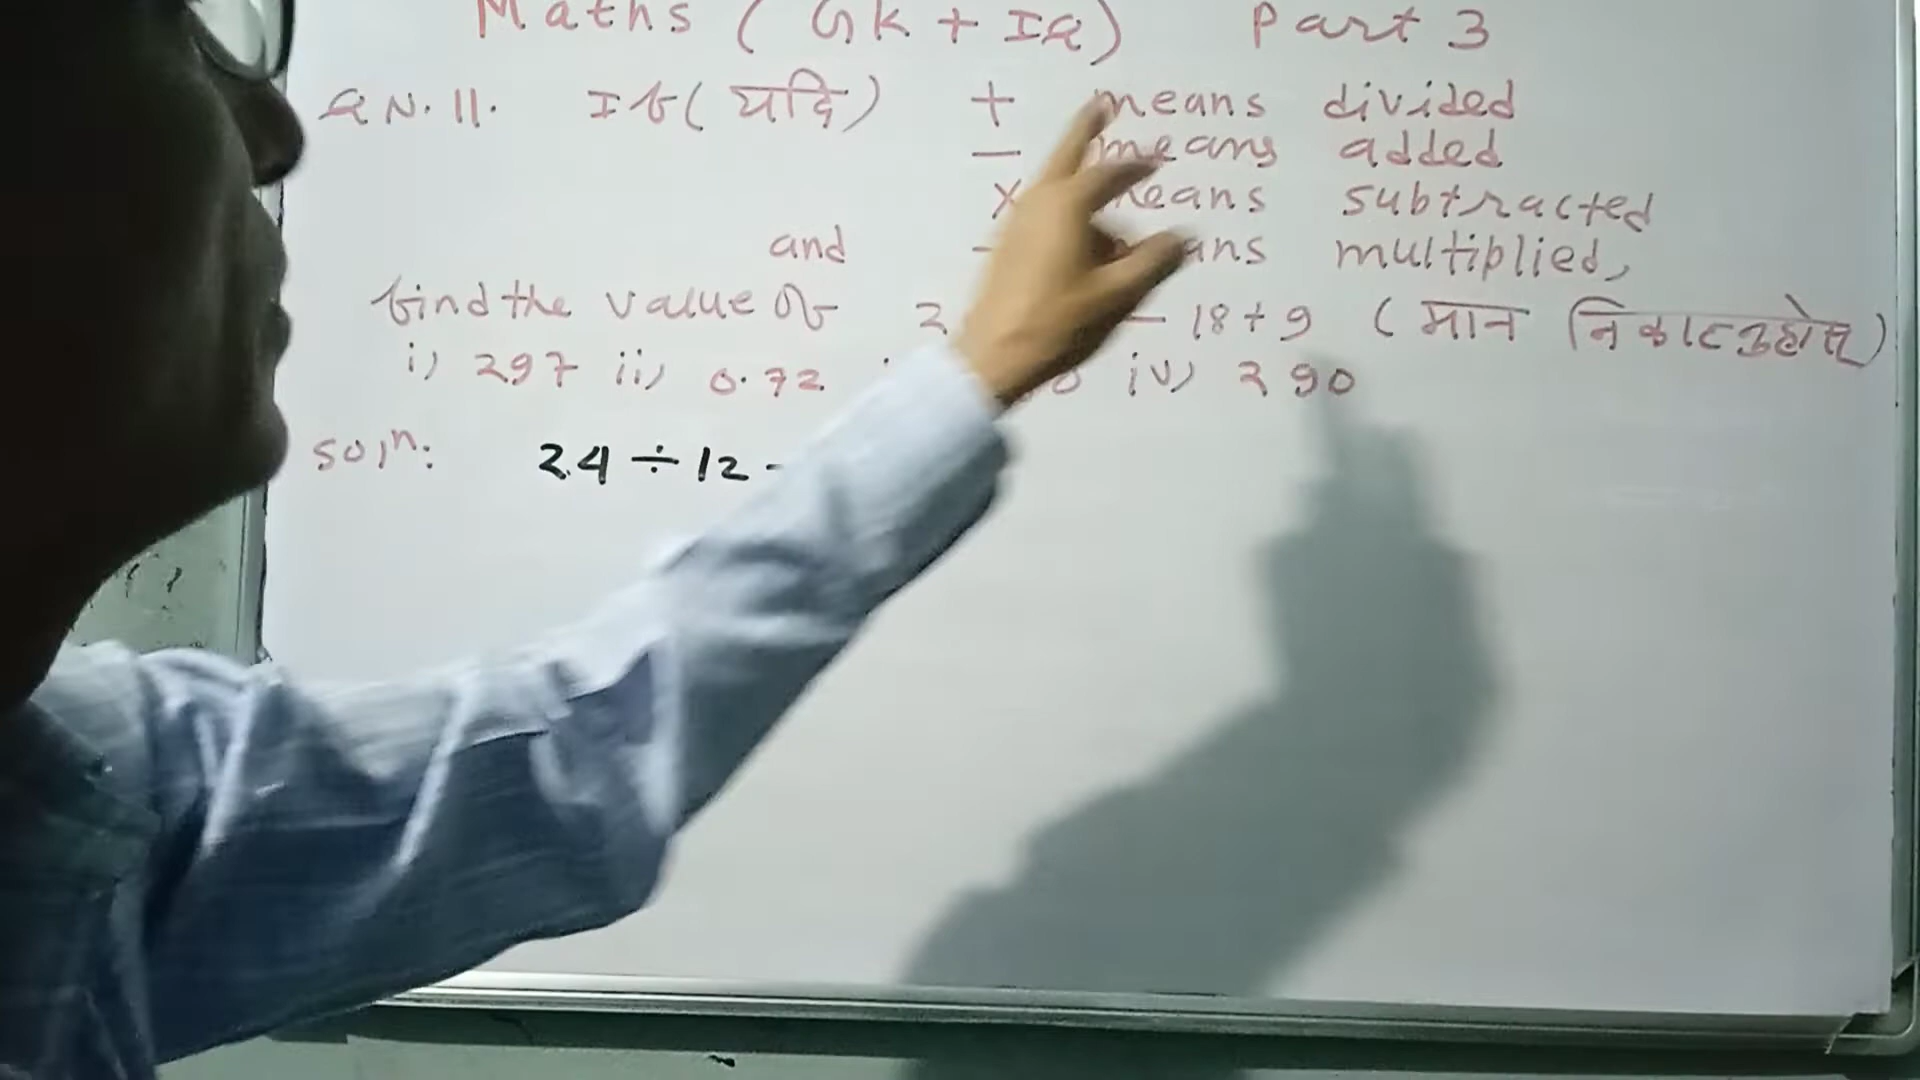 Maths ( GK + IQ) Part 3
Q N. 11. If ( यदि ) + means divided
− means added
× means subtracted
and means multiplied,
find the value of 2 − 18 + 9 ( मान निकाल्नुहोस् )
i) 297 ii) 0.72 iv) 290
Solⁿ: 24 ÷ 12 -